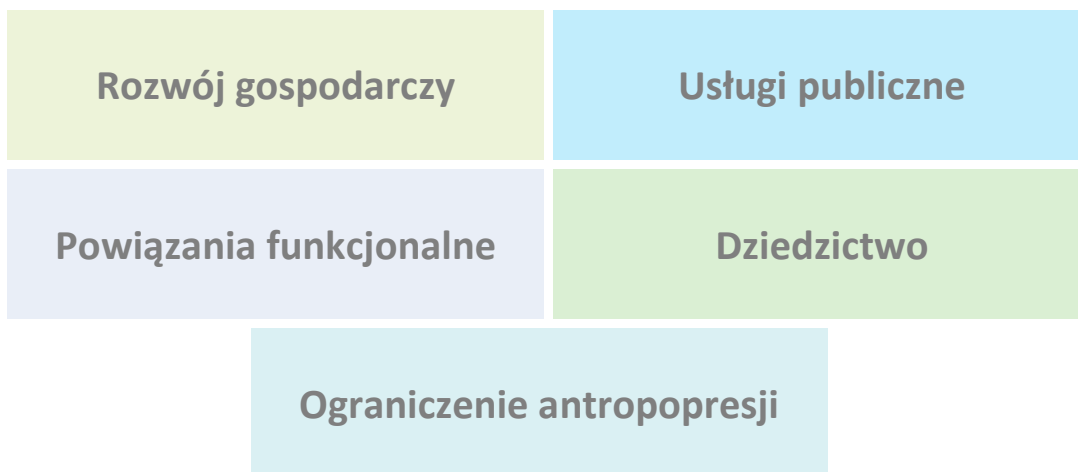 Rozwój gospodarczy
Usługi publiczne
Powiązania funkcjonalne
Dziedzictwo
Ograniczenie antropopresji